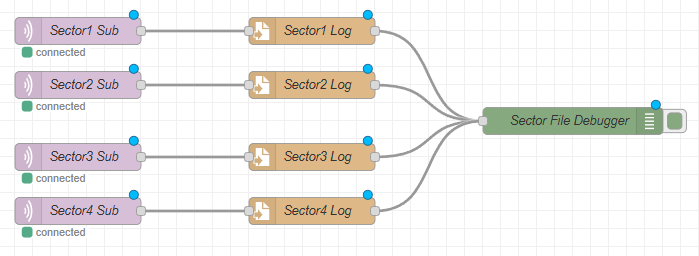 Sector1 Sub
Sector1 Log
connected
Sector2 Sub
Sector2 Log
connected
Sector File Debugger
Sector3 Sub
Sector3 Log
connected
Sector4 Sub
Sector4 Log
connected